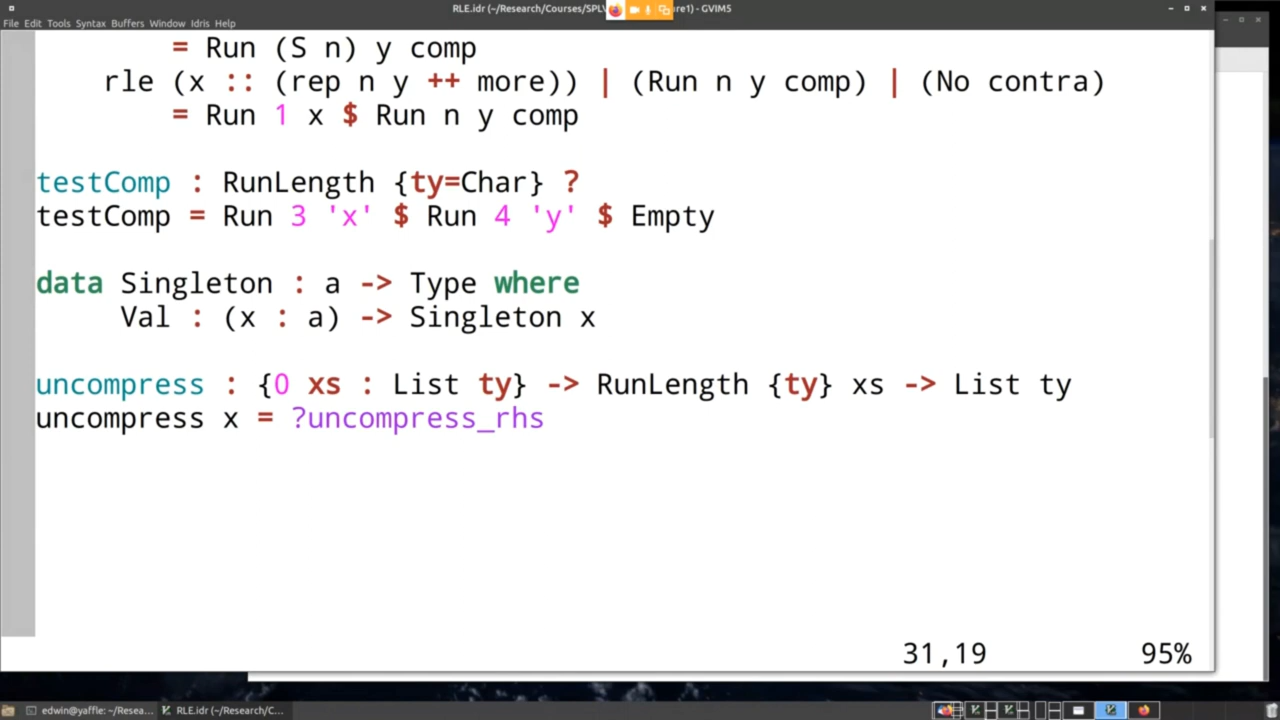 RLE.idr (~/Research/Courses/SPLV
ure1) - GVIM5
File Edit Tools Syntax Buffers Window Idris Help
= Run (S n) y comp
rle (x :: (rep n y ++ more)) | (Run n y comp) | (No contra)
= Run 1 x $ Run n y comp
testComp : RunLength {ty=Char} ?
testComp = Run 3 'x' $ Run 4 'y' $ Empty
data Singleton : a -> Type where
Val : (x : a) -> Singleton x
uncompress : {0 xs : List ty} -> RunLength {ty} xs -> List ty
uncompress x = ?uncompress_rhs
31,19 95%
edwin@yaffle: ~/Resea... RLE.idr (~/Research/C...